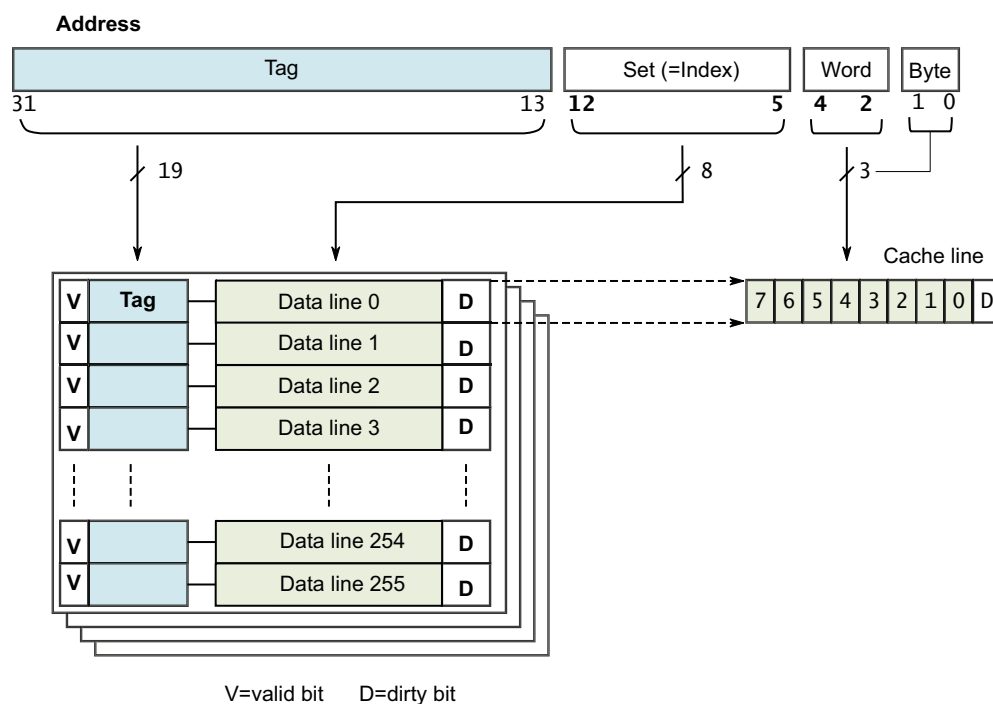 Address
Tag Set (=Index) Word Byte
31 13 12 5 4 2 1 0
19 8 3
Cache line
V Tag Data line 0 D 7 6 5 4 3 2 1 0 D
V Data line 1 D
V Data line 2 D
V Data line 3 D
V Data line 254 D
V Data line 255 D
V=valid bit D=dirty bit